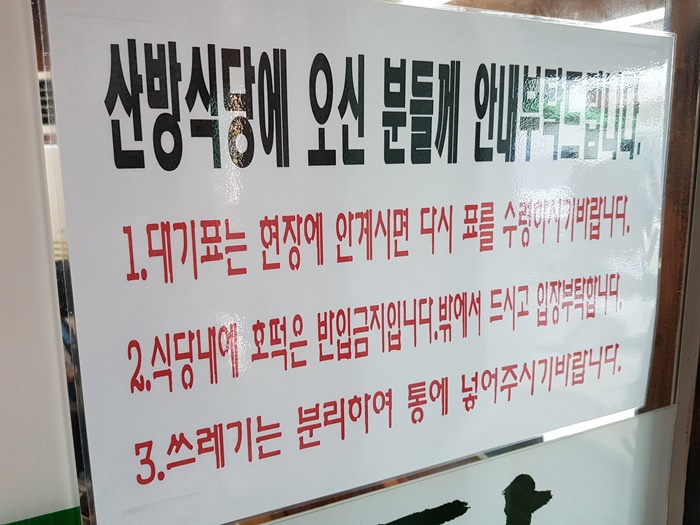 산방식당에 오신 분들께 안내부탁드립니다.
1.대기표는 현장에 안계시면 다시 표를 수령하시기바랍니다.
2.식당내에 호떡은 반입금지입니다.밖에서 드시고 입장부탁합니다.
3.쓰레기는 분리하여 통에 넣어주시기바랍니다.